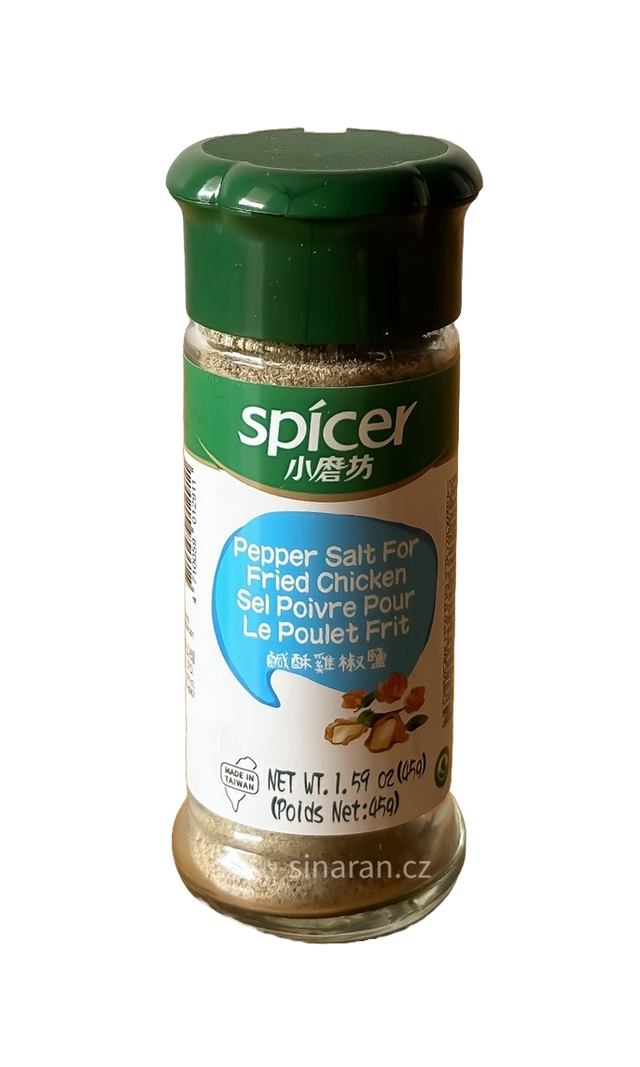 spícer
小磨坊
Pepper Salt For
Fried Chicken
Sel Poivre Pour
Le Poulet Frit
鹹酥雞椒鹽
MADE IN
TAIWAN
NET WT. 1.59 OZ (45g)
(Poids Net:45g)
sinaran.cz